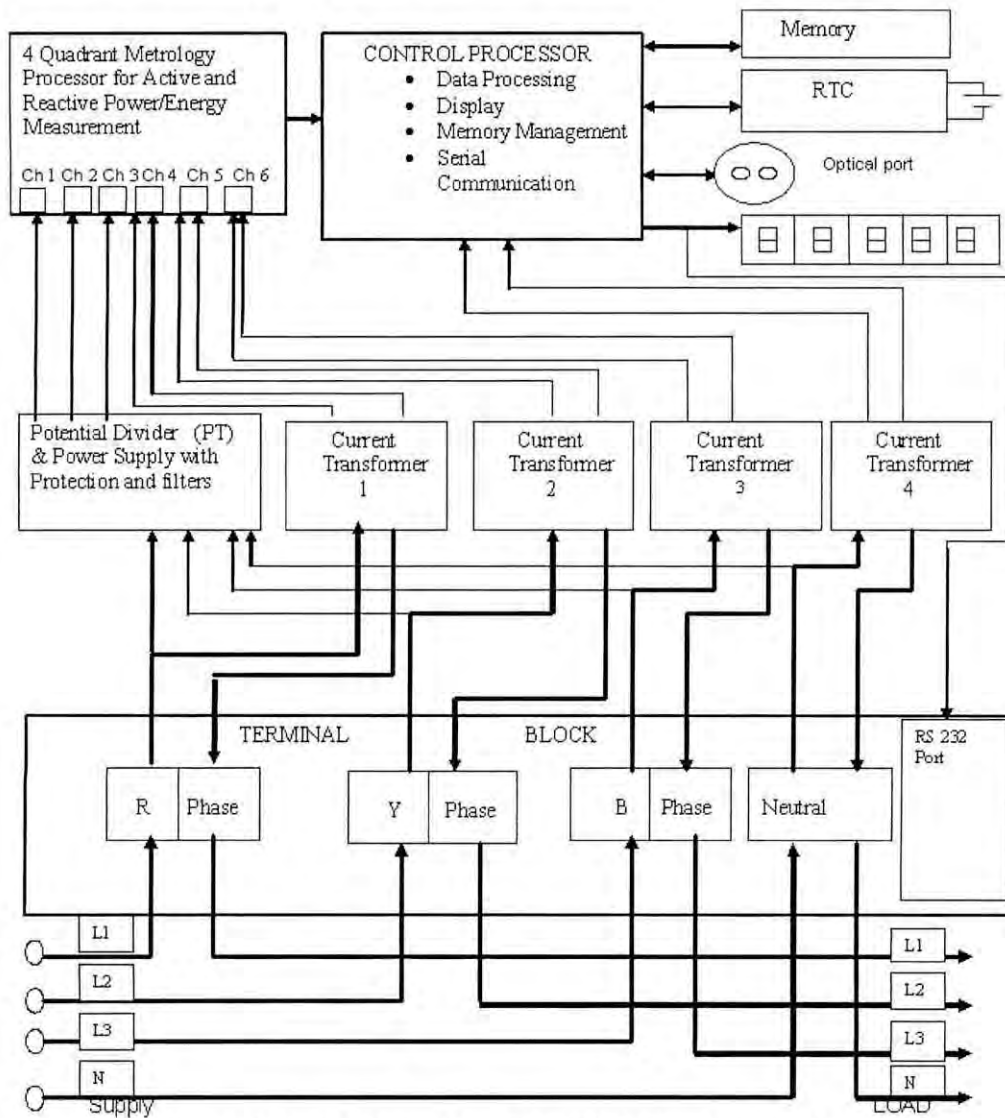 4 Quadrant Metrology
Processor for Active and
Reactive Power/Energy
Measurement
Ch 1 Ch 2 Ch 3 Ch 4 Ch 5 Ch 6
CONTROL PROCESSOR
• Data Processing
• Display
• Memory Management
• Serial
Communication
Memory
RTC
Optical port
Potential Divider (PT)
& Power Supply with
Protection and filters
Current
Transformer
1
Current
Transformer
2
Current
Transformer
3
Current
Transformer
4
TERMINAL BLOCK
RS 232
Port
R Phase
Y Phase
B Phase
Neutral
L1
L2
L3
N
Supply
L1
L2
L3
N
LOAD